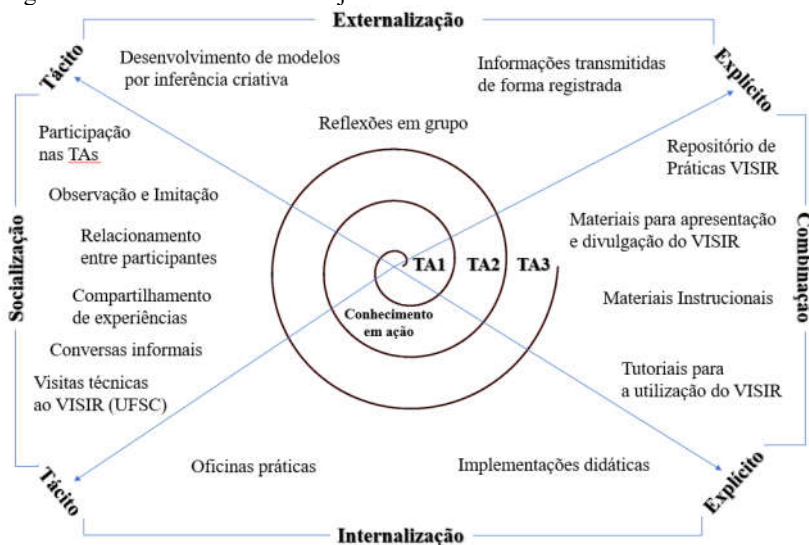 Externalização
Tácito
Desenvolvimento de modelos
por inferência criativa
Informações transmitidas
de forma registrada
Explícito
Reflexões em grupo
Socialização
Participação
nas TAs
Observação e Imitação
Relacionamento
entre participantes
Compartilhamento
de experiências
Conversas informais
Visitas técnicas
ao VISIR (UFSC)
TA1 TA2 TA3
Conhecimento
em ação
Repositório de
Práticas VISIR
Materiais para apresentação
e divulgação do VISIR
Materiais Instrucionais
Tutoriais para
a utilização do VISIR
Combinação
Oficinas práticas
Implementações didáticas
Tácito
Internalização
Explícito